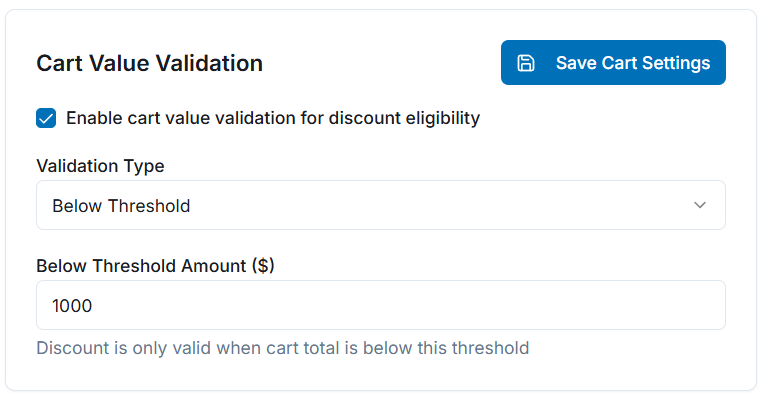 Cart Value Validation
Save Cart Settings
Enable cart value validation for discount eligibility
Validation Type
Below Threshold
Below Threshold Amount ($)
1000
Discount is only valid when cart total is below this threshold